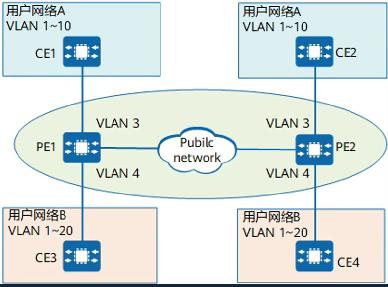 用户网络A
VLAN 1~10
CE1
用户网络A
VLAN 1~10
CE2
VLAN 3
VLAN 3
PE1
Pubilc
network
PE2
VLAN 4
VLAN 4
用户网络B
VLAN 1~20
CE3
用户网络B
VLAN 1~20
CE4